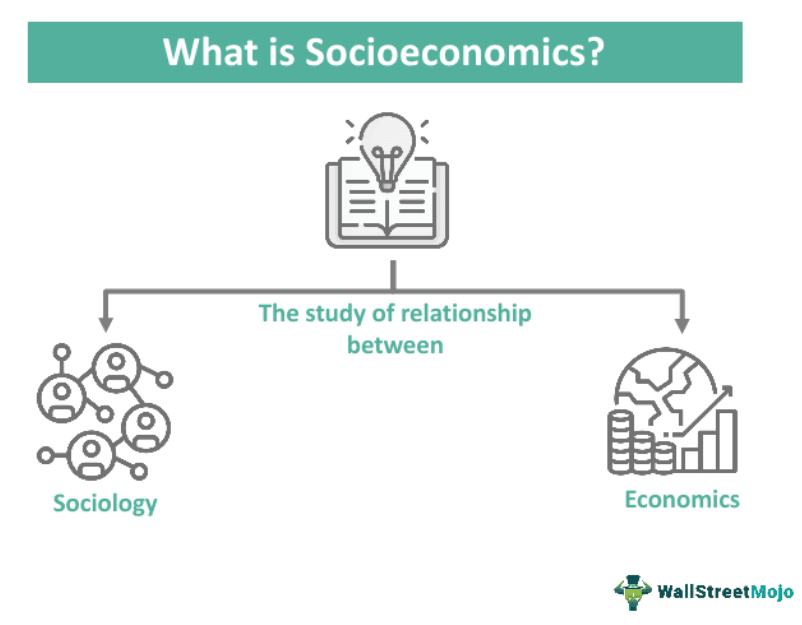 What is Socioeconomics?
The study of relationship
between
Sociology
Economics
WallStreetMojo